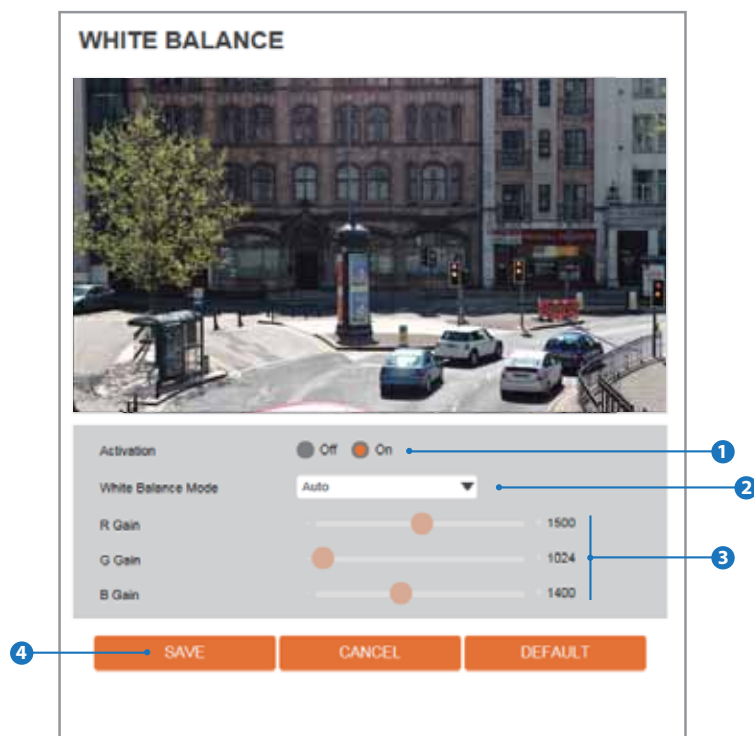 WHITE BALANCE
Activation Off On 1
White Balance Mode Auto 2
R Gain 1500
G Gain 1024 3
B Gain 1400
4 SAVE CANCEL DEFAULT